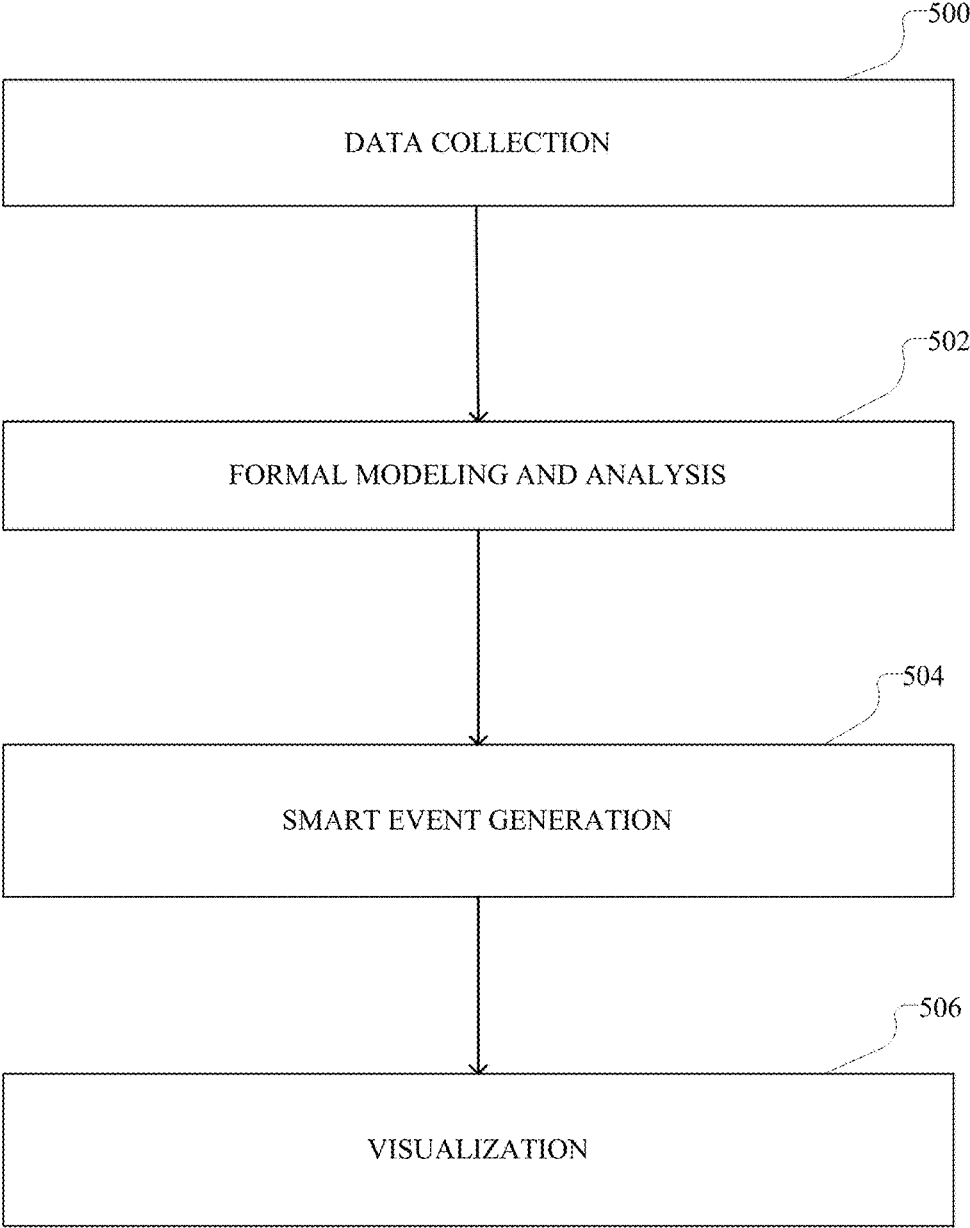 500
DATA COLLECTION
502
FORMAL MODELING AND ANALYSIS
504
SMART EVENT GENERATION
506
VISUALIZATION